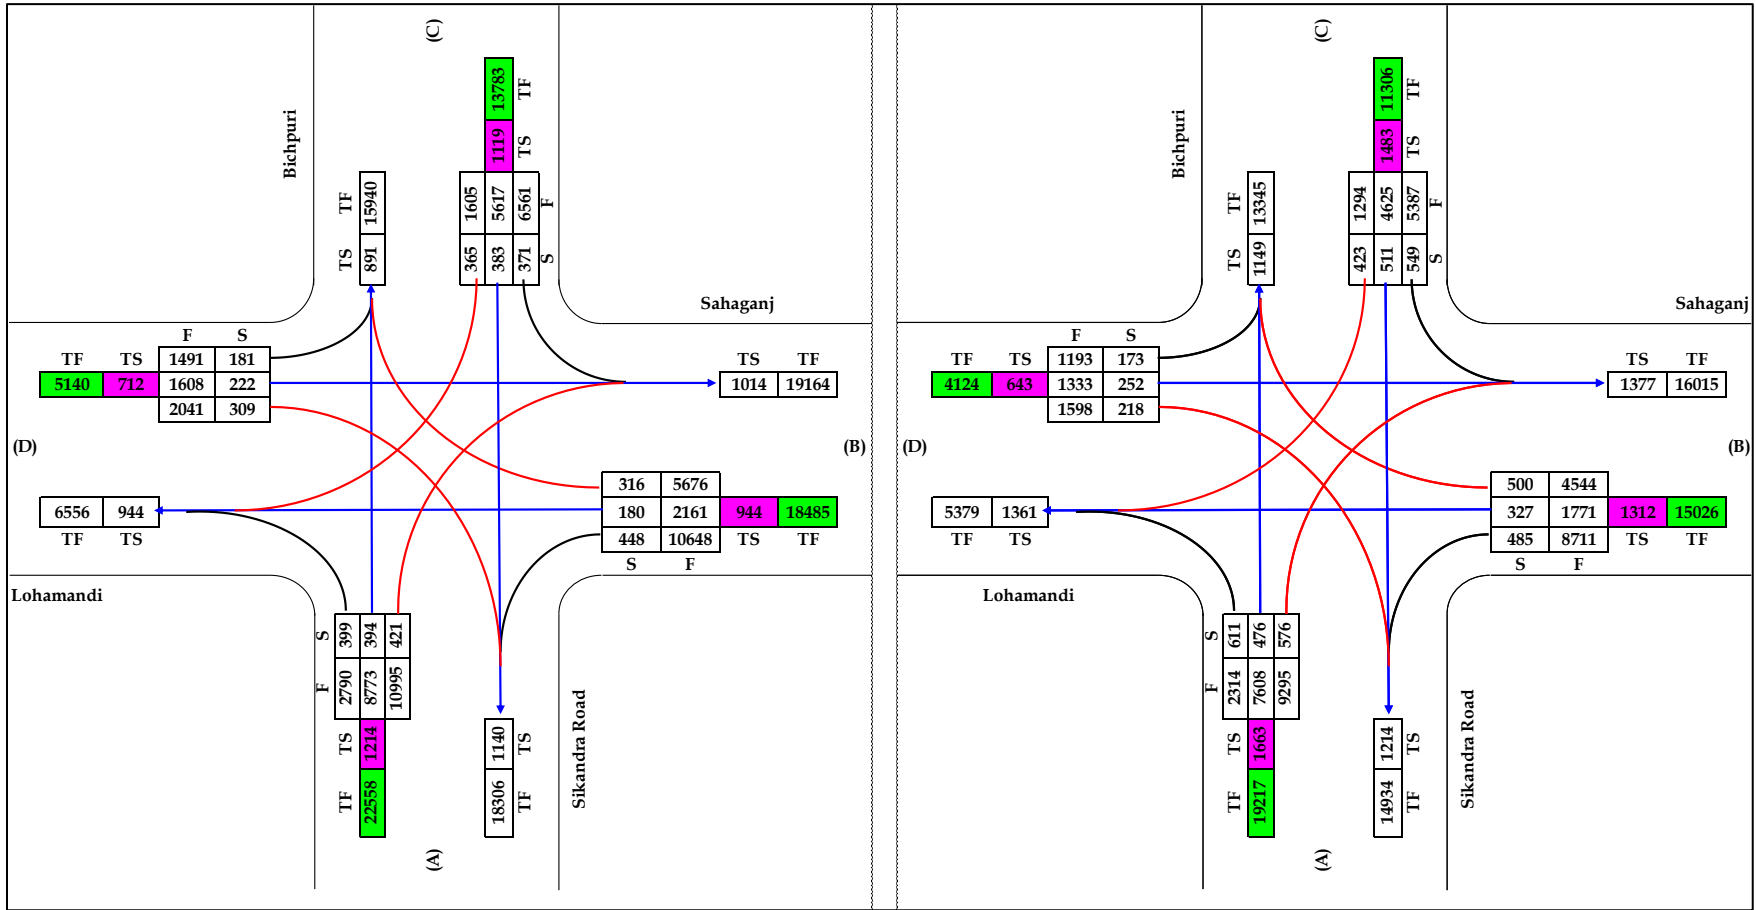 (C)
Bichpuri
13783
TF
1119
TS
TF
15940
TS
891
1605 5617 6561 F
365 383 371 S
Sahaganj
F S
TF TS 1491 181
5140 712 1608 222
2041 309
TS TF
1014 19164
(D)
(B)
316 5676
180 2161 944 18485
448 10648 TS TF
S F
6556 944
TF TS
Lohamandi
S 399 394 421
F 2790 8773 10995
TS 1214
TF 22558
1140 TS
18306 TF
Sikandra Road
(A)
(C)
Bichpuri
11306
TF
1483
TS
TF
13345
TS
1149
1294 4625 5387 F
423 511 549 S
Sahaganj
F S
TF TS 1193 173
4124 643 1333 252
1598 218
TS TF
1377 16015
(D)
(B)
500 4544
327 1771 1312 15026
485 8711 TS TF
S F
5379 1361
TF TS
Lohamandi
S 611 476 576
F 2314 7608 9295
TS 1663
TF 19217
1214 TS
14934 TF
Sikandra Road
(A)